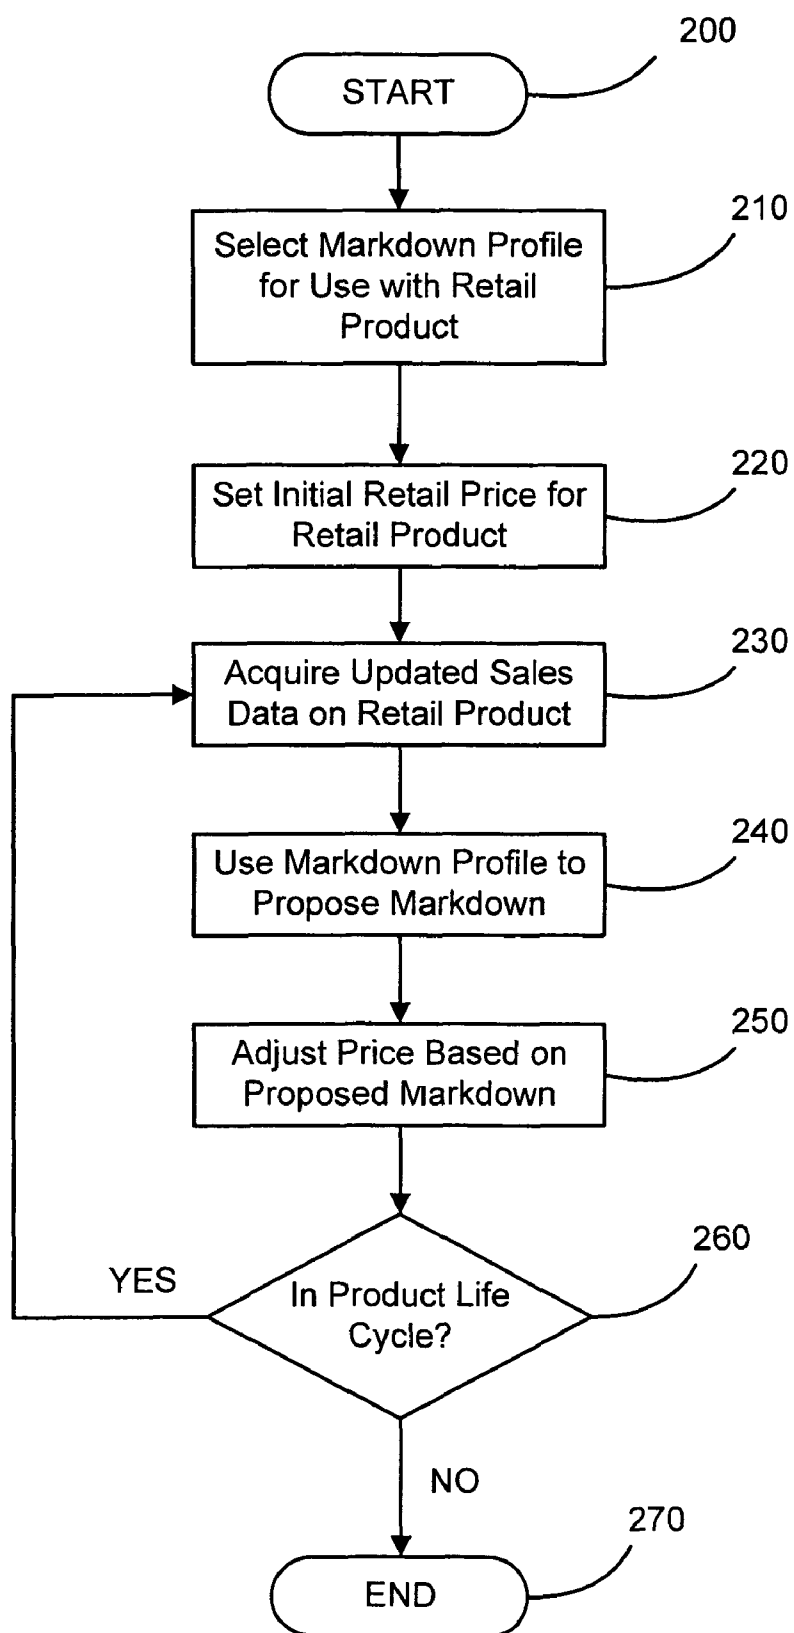 200
START
210
Select Markdown Profile
for Use with Retail
Product
220
Set Initial Retail Price for
Retail Product
230
Acquire Updated Sales
Data on Retail Product
240
Use Markdown Profile to
Propose Markdown
250
Adjust Price Based on
Proposed Markdown
260
YES
In Product Life
Cycle?
NO
270
END